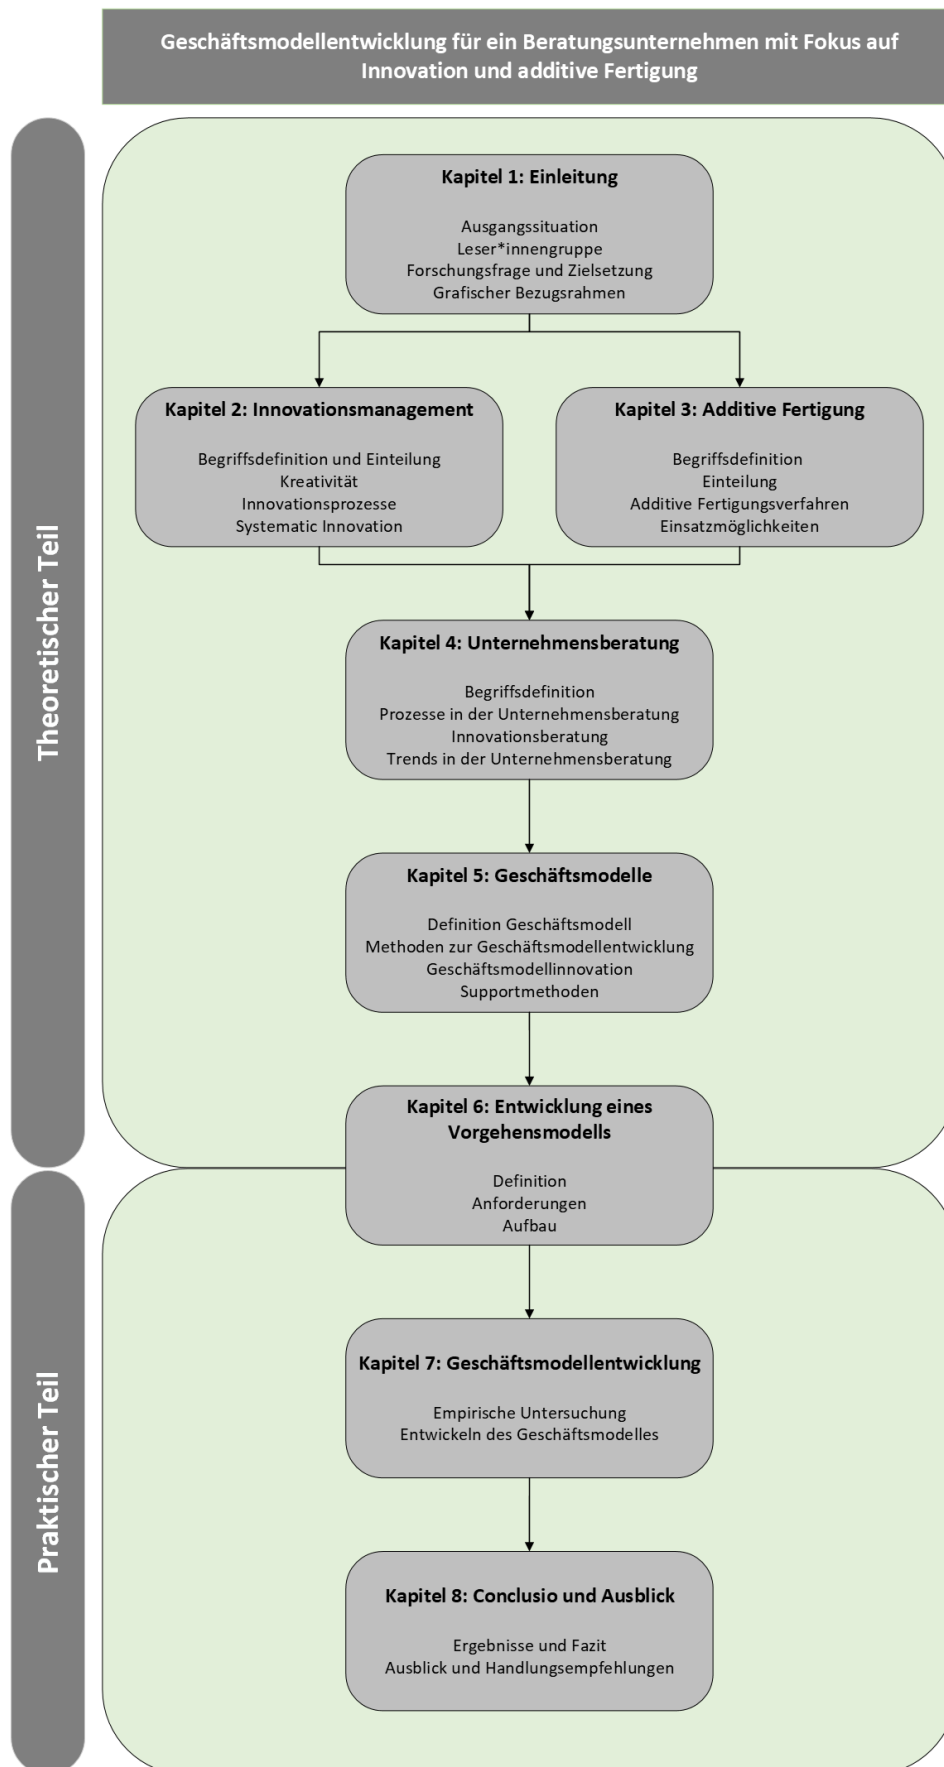 Geschäftsmodellentwicklung für ein Beratungsunternehmen mit Fokus auf
Innovation und additive Fertigung
Theoretischer Teil
Kapitel 1: Einleitung
Ausgangssituation
Leser*innengruppe
Forschungsfrage und Zielsetzung
Grafischer Bezugsrahmen
Kapitel 2: Innovationsmanagement
Begriffsdefinition und Einteilung
Kreativität
Innovationsprozesse
Systematic Innovation
Kapitel 3: Additive Fertigung
Begriffsdefinition
Einteilung
Additive Fertigungsverfahren
Einsatzmöglichkeiten
Kapitel 4: Unternehmensberatung
Begriffsdefinition
Prozesse in der Unternehmensberatung
Innovationsberatung
Trends in der Unternehmensberatung
Kapitel 5: Geschäftsmodelle
Definition Geschäftsmodell
Methoden zur Geschäftsmodellentwicklung
Geschäftsmodellinnovation
Supportmethoden
Kapitel 6: Entwicklung eines
Vorgehensmodells
Definition
Anforderungen
Aufbau
Praktischer Teil
Kapitel 7: Geschäftsmodellentwicklung
Empirische Untersuchung
Entwickeln des Geschäftsmodelles
Kapitel 8: Conclusio und Ausblick
Ergebnisse und Fazit
Ausblick und Handlungsempfehlungen